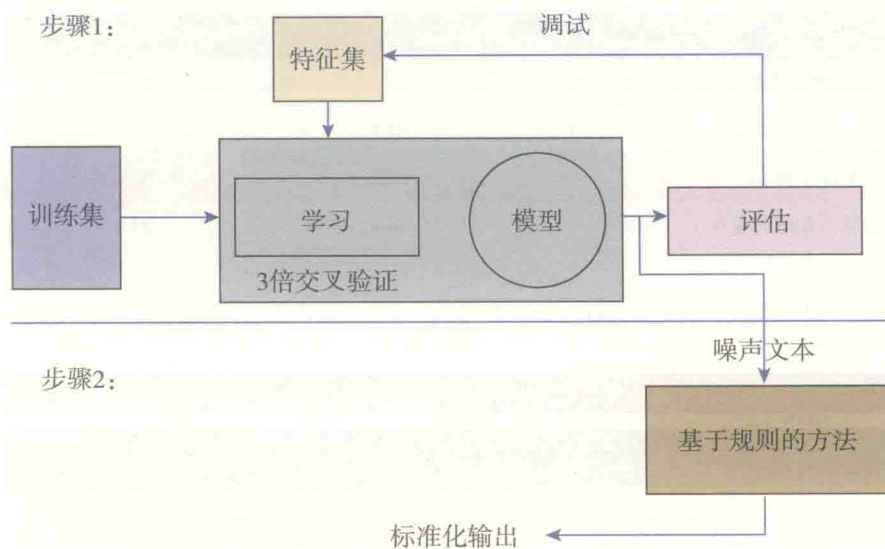 步骤1：
调试
特征集
训练集
学习
模型
评估
3倍交叉验证
噪声文本
步骤2：
基于规则的方法
标准化输出